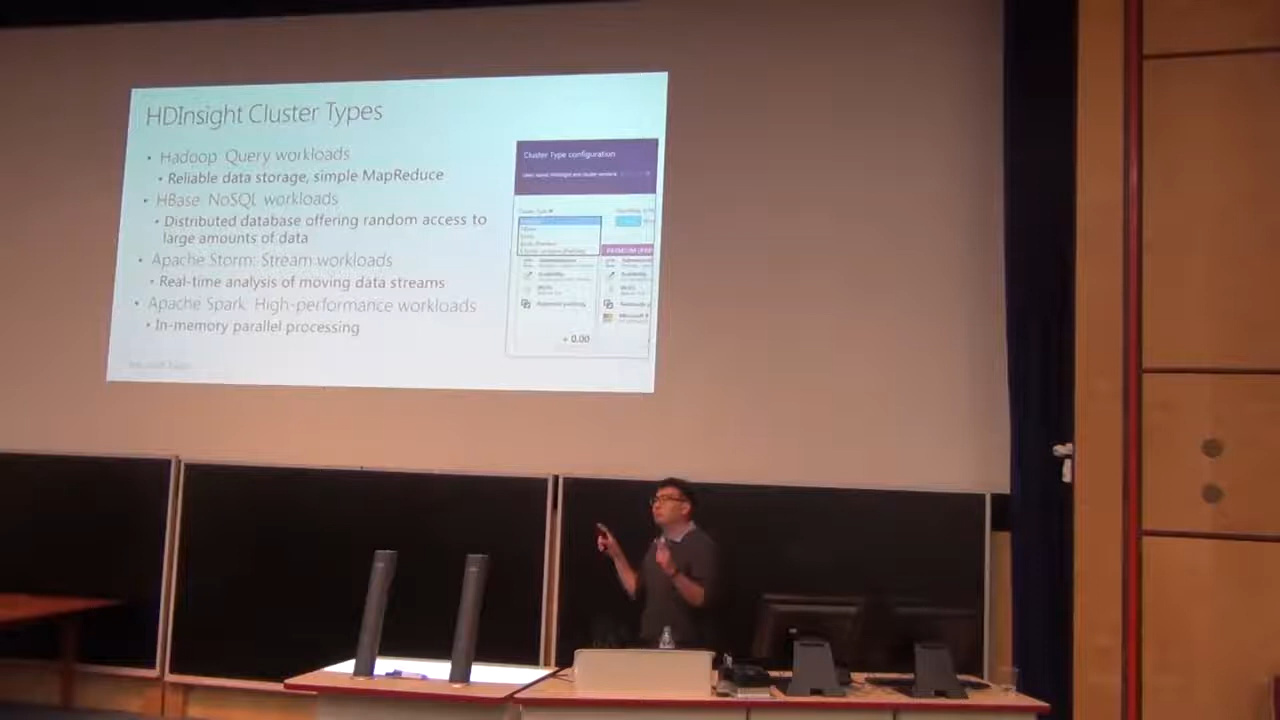 HDInsight Cluster Types
• Hadoop: Query workloads
• Reliable data storage, simple MapReduce
• HBase: NoSQL workloads
• Distributed database offering random access to
large amounts of data
• Apache Storm: Stream workloads
• Real-time analysis of moving data streams
• Apache Spark: High-performance workloads
• In-memory parallel processing
Cluster Type configuration
+ 0.00